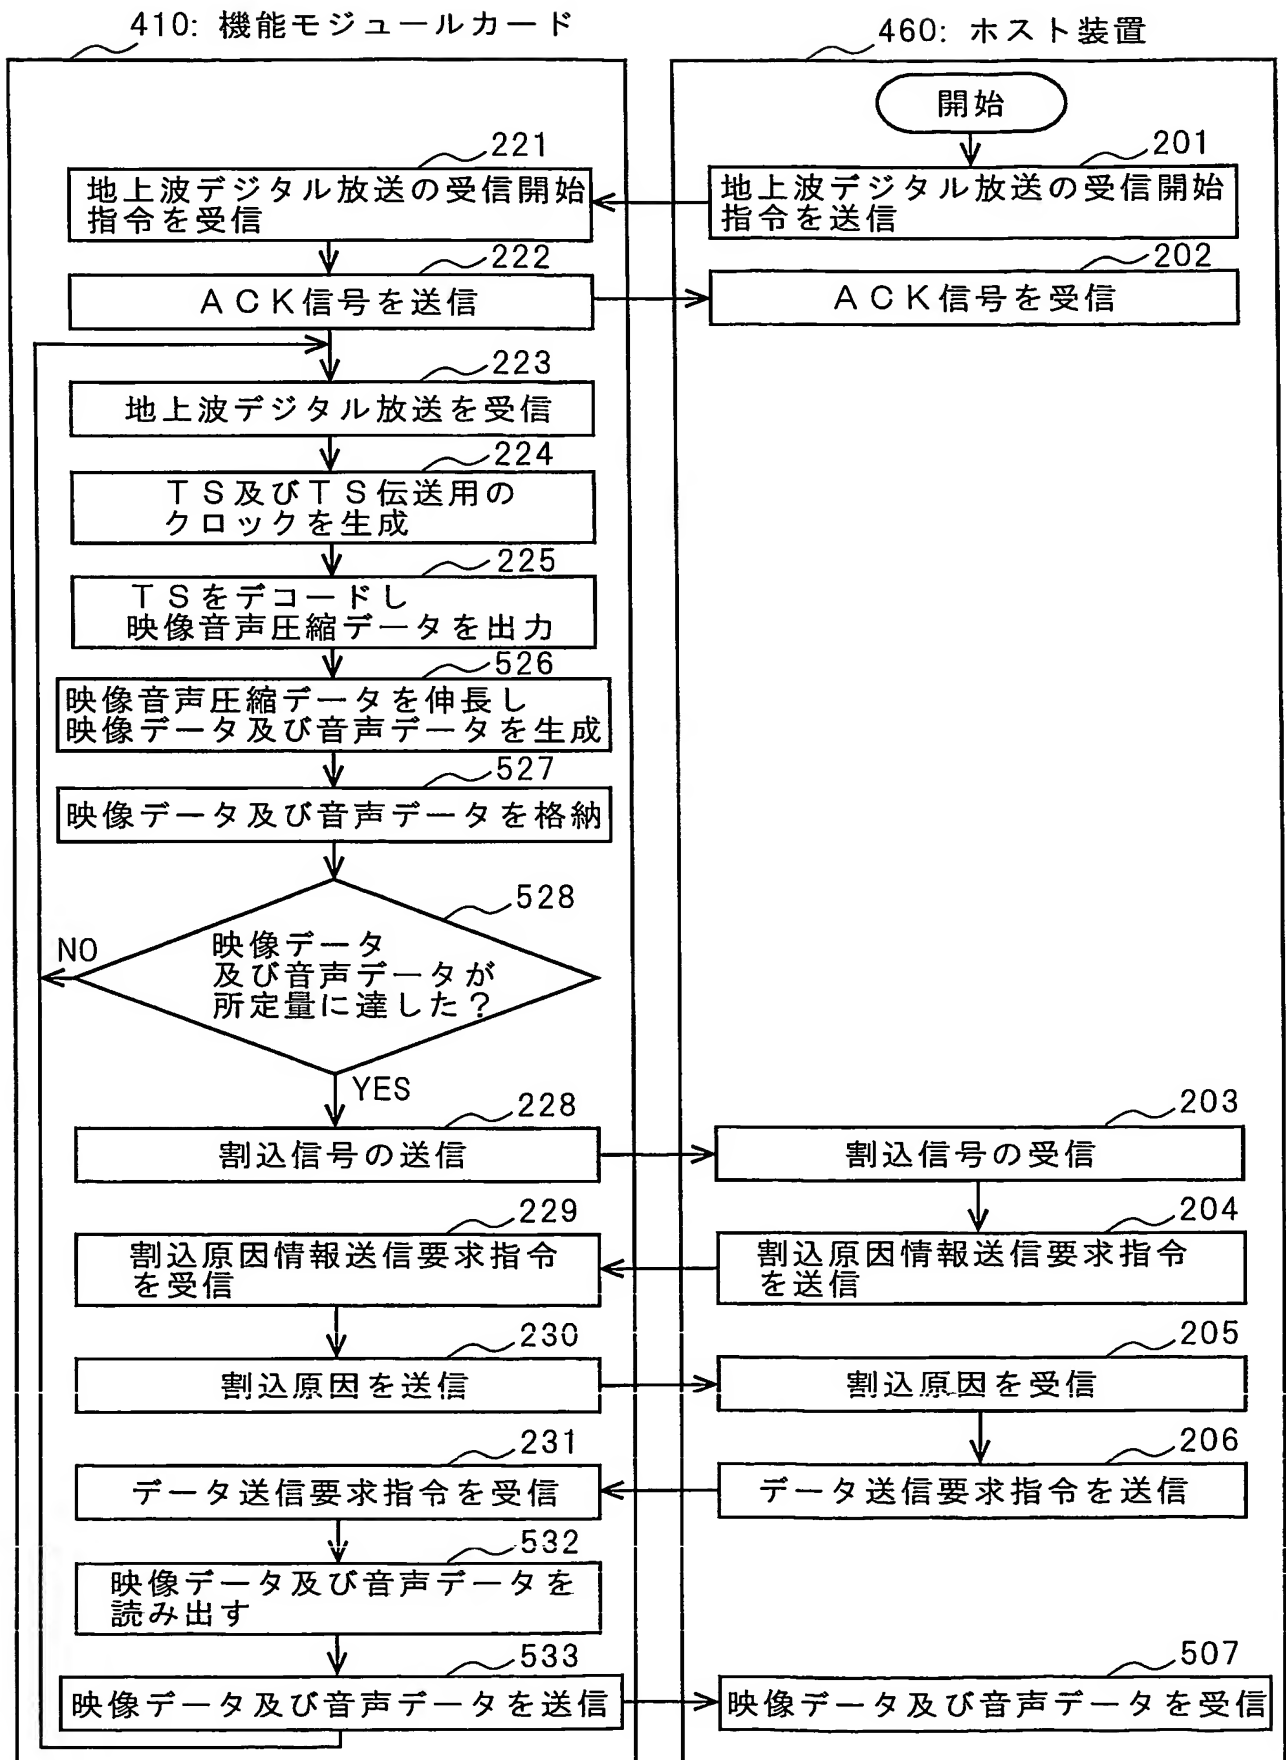 410: 機能モジュールカード
460: ホスト装置
開始
221
地上波デジタル放送の受信開始
指令を受信
201
地上波デジタル放送の受信開始
指令を送信
222
ACK信号を送信
202
ACK信号を受信
223
地上波デジタル放送を受信
224
TS及びTS伝送用の
クロックを生成
225
TSをデコードし
映像音声圧縮データを出力
526
映像音声圧縮データを伸長し
映像データ及び音声データを生成
527
映像データ及び音声データを格納
528
映像データ
及び音声データが
所定量に達した?
NO
YES
228
割込信号の送信
203
割込信号の受信
229
割込原因情報送信要求指令
を受信
204
割込原因情報送信要求指令
を送信
230
割込原因を送信
205
割込原因を受信
231
データ送信要求指令を受信
206
データ送信要求指令を送信
532
映像データ及び音声データを
読み出す
533
映像データ及び音声データを送信
507
映像データ及び音声データを受信